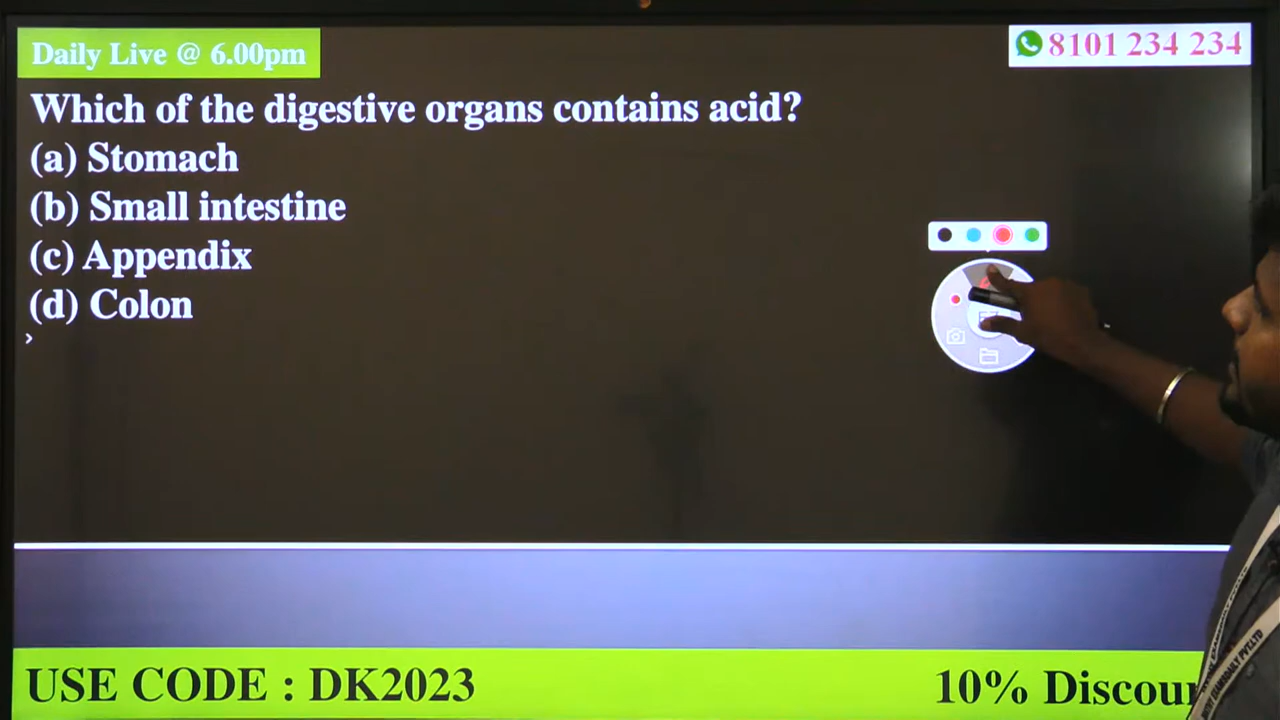 Daily Live @ 6.00pm
8101 234 234
Which of the digestive organs contains acid?
(a) Stomach
(b) Small intestine
(c) Appendix
(d) Colon
USE CODE : DK2023
10% Discou